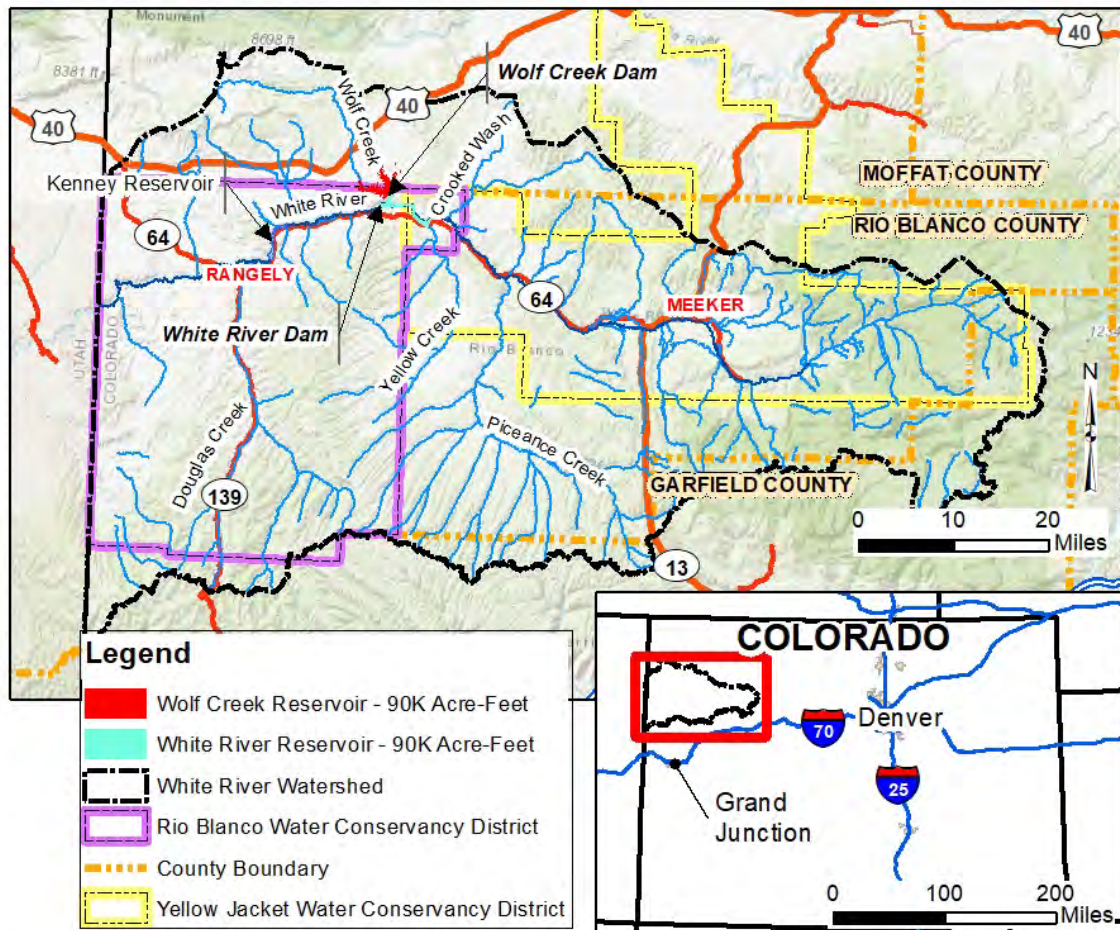 Monument
8698 ft
8381 ft
40
40
40
Wolf Creek Dam
Wolf Creek
Crooked Wash
Kenney Reservoir
White River
64
RANGELY
White River Dam
MOFFAT COUNTY
RIO BLANCO COUNTY
64
MEEKER
Rio Blanco
UTAH
COLORADO
Yellow Creek
Douglas Creek
Piceance Creek
139
GARFIELD COUNTY
13
N
0 10 20
Miles
Legend
Wolf Creek Reservoir - 90K Acre-Feet
White River Reservoir - 90K Acre-Feet
White River Watershed
Rio Blanco Water Conservancy District
County Boundary
Yellow Jacket Water Conservancy District
COLORADO
Denver
70
25
Grand
Junction
0 100 200
Miles